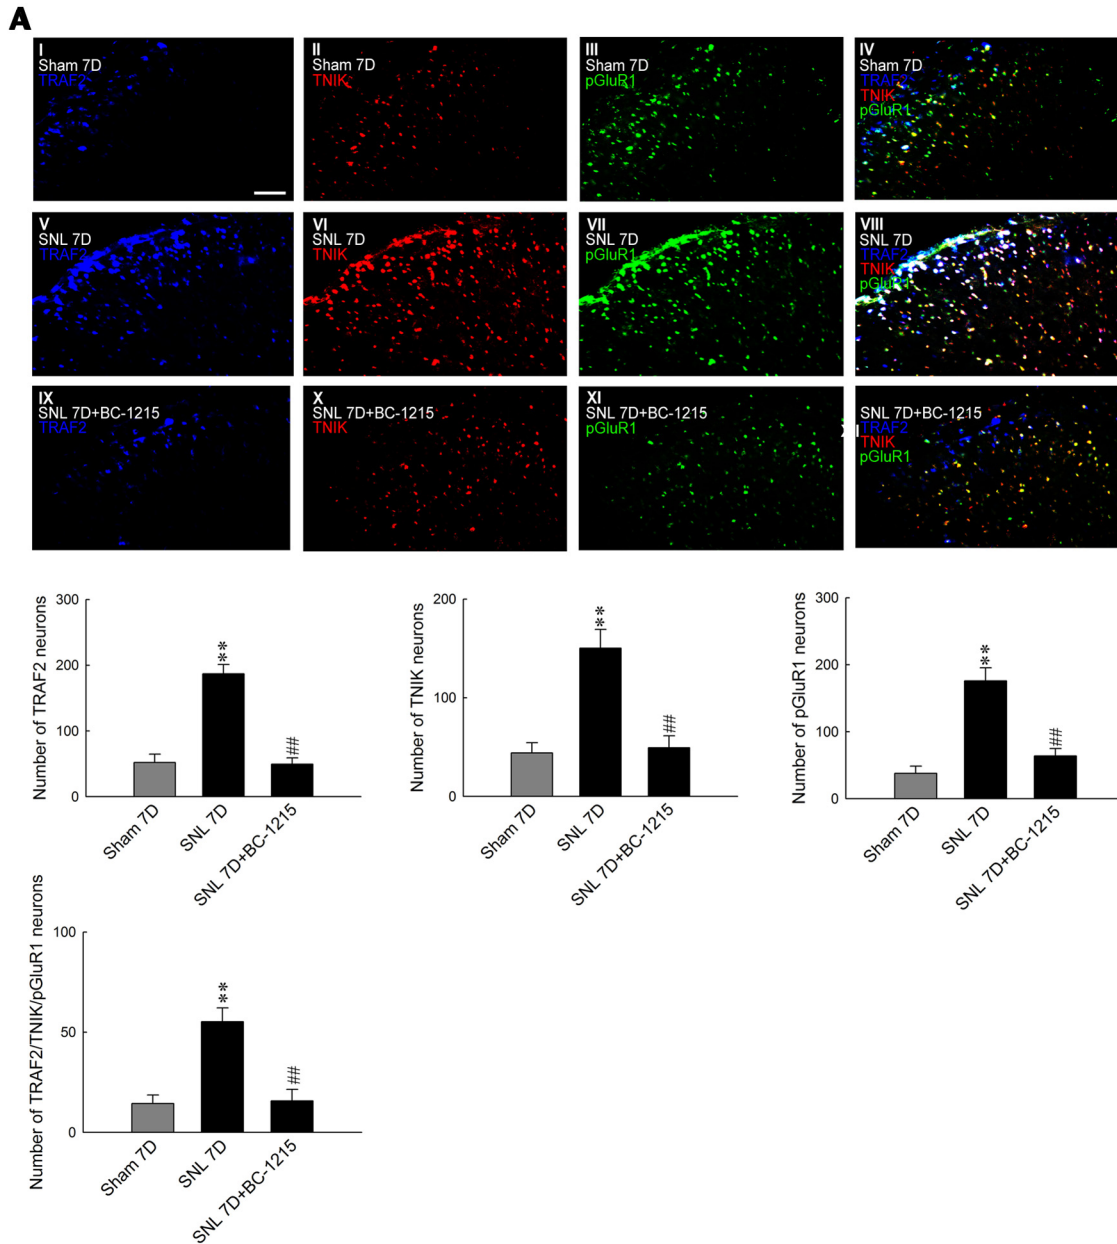 A
I
Sham 7D
TRAF2
II
Sham 7D
TNIK
III
Sham 7D
pGluR1
IV
Sham 7D
TRAF2
TNIK
pGluR1
V
SNL 7D
TRAF2
VI
SNL 7D
TNIK
VII
SNL 7D
pGluR1
VIII
SNL 7D
TRAF2
TNIK
pGluR1
IX
SNL 7D+BC-1215
TRAF2
X
SNL 7D+BC-1215
TNIK
XI
SNL 7D+BC-1215
pGluR1
SNL 7D+BC-1215
TRAF2
TNIK
pGluR1
Number of TRAF2 neurons
300
200
100
0
**
##
Sham 7D
SNL 7D
SNL 7D+BC-1215
Number of TNIK neurons
200
100
0
**
##
Sham 7D
SNL 7D
SNL 7D+BC-1215
Number of pGluR1 neurons
300
200
100
0
**
##
Sham 7D
SNL 7D
SNL 7D+BC-1215
Number of TRAF2/TNIK/pGluR1 neurons
100
50
0
**
##
Sham 7D
SNL 7D
SNL 7D+BC-1215